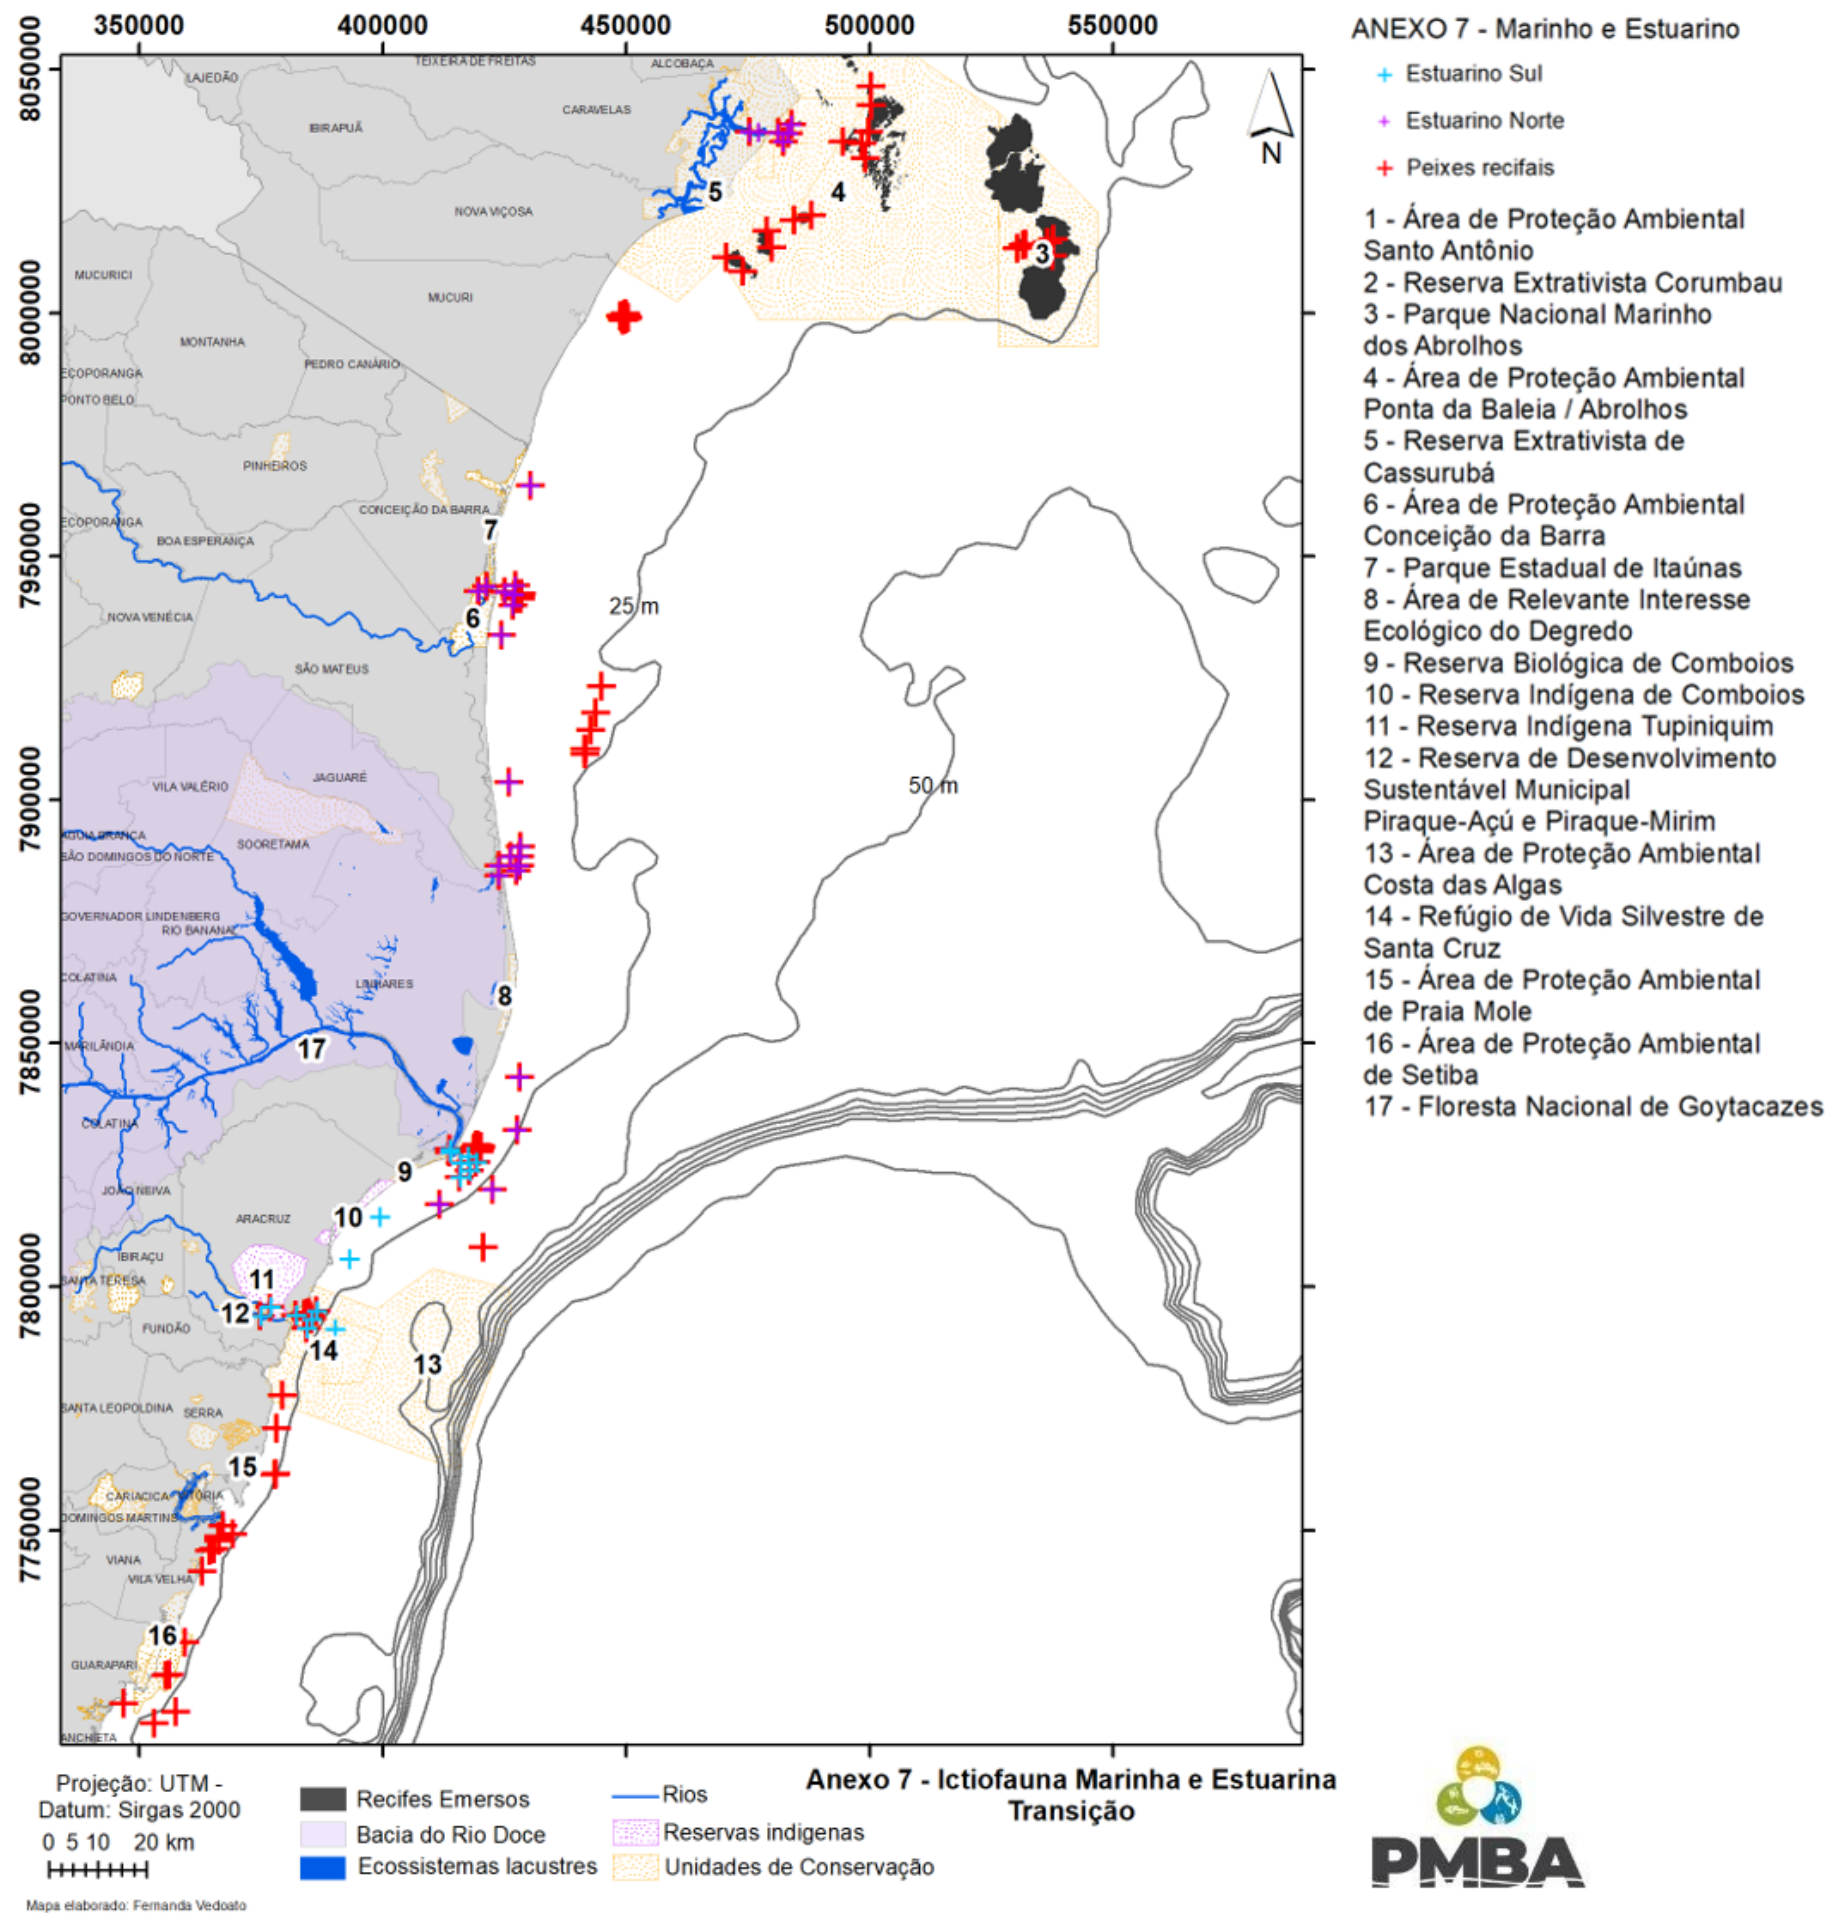 350000 400000 450000 500000 550000
ANEXO 7 - Marinho e Estuarino
Estuarino Sul
Estuarino Norte
Peixes recifais
1 - Área de Proteção Ambiental
Santo Antônio
2 - Reserva Extrativista Corumbau
3 - Parque Nacional Marinho
dos Abrolhos
4 - Área de Proteção Ambiental
Ponta da Baleia / Abrolhos
5 - Reserva Extrativista de
Cassurubá
6 - Área de Proteção Ambiental
Conceição da Barra
7 - Parque Estadual de Itaúnas
8 - Área de Relevante Interesse
Ecológico do Degredo
9 - Reserva Biológica de Comboios
10 - Reserva Indígena de Comboios
11 - Reserva Indígena Tupiniquim
12 - Reserva de Desenvolvimento
Sustentável Municipal
Piraque-Açú e Piraque-Mirim
13 - Área de Proteção Ambiental
Costa das Algas
14 - Refúgio de Vida Silvestre de
Santa Cruz
15 - Área de Proteção Ambiental
de Praia Mole
16 - Área de Proteção Ambiental
de Setiba
17 - Floresta Nacional de Goytacazes
8050000
8000000
7950000
7900000
7850000
7800000
7750000
TEIXEIRA DE FREITAS
ALCOBAÇA
LAJEDÃO
CARAVELAS
IBIRAPUÃ
N
5
4
NOVA VIÇOSA
3
MUCURICI
MUCURI
MONTANHA
PEDRO CANÁRIO
ECOPORANGA
PONTO BELO
PINHEIROS
CONCEIÇÃO DA BARRA
ECOPORANGA
7
BOA ESPERANÇA
25 m
NOVA VENÉCIA
6
SÃO MATEUS
JAGUARÉ
VILA VALÉRIO
50 m
AGUIA BRANCA
SOORETAMA
SÃO DOMINGOS DO NORTE
GOVERNADOR LINDENBERG
RIO BANANAL
COLATINA
LINHARES
8
MARILÂNDIA
17
COLATINA
9
JOÃO NEIVA
10
ARACRUZ
IBIRAÇU
SANTA TERESA
11
12
FUNDÃO
14
13
SANTA LEOPOLDINA
SERRA
15
CARIACICA
VITÓRIA
DOMINGOS MARTINS
VIANA
VILA VELHA
16
GUARAPARI
ANCHIETA
Projeção: UTM -
Datum: Sirgas 2000
0 5 10 20 km
Mapa elaborado: Fernanda Vedoato
Recifes Emersos
Bacia do Rio Doce
Ecossistemas lacustres
Rios
Reservas indigenas
Unidades de Conservação
Anexo 7 - Ictiofauna Marinha e Estuarina
Transição
PMBA